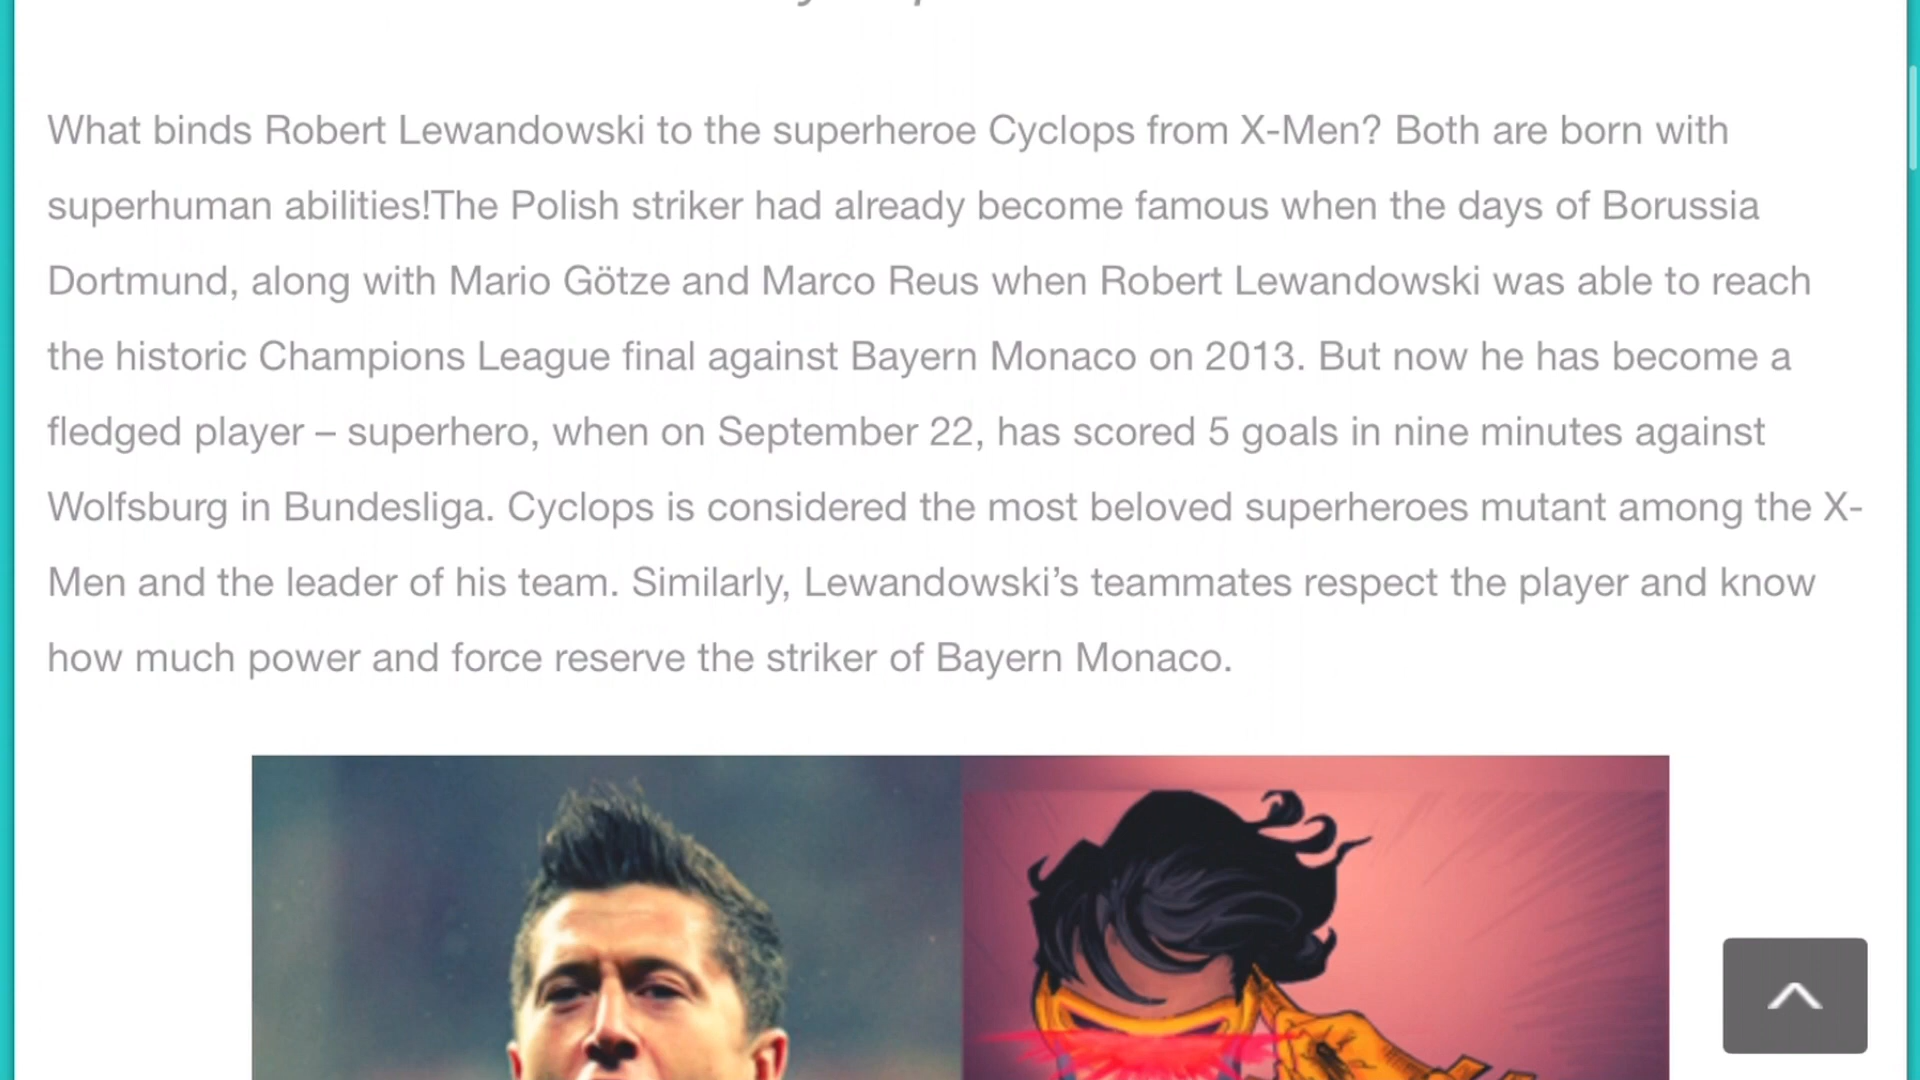 What binds Robert Lewandowski to the superheroe Cyclops from X-Men? Both are born with
superhuman abilities!The Polish striker had already become famous when the days of Borussia
Dortmund, along with Mario Götze and Marco Reus when Robert Lewandowski was able to reach
the historic Champions League final against Bayern Monaco on 2013. But now he has become a
fledged player – superhero, when on September 22, has scored 5 goals in nine minutes against
Wolfsburg in Bundesliga. Cyclops is considered the most beloved superheroes mutant among the X-
Men and the leader of his team. Similarly, Lewandowski’s teammates respect the player and know
how much power and force reserve the striker of Bayern Monaco.